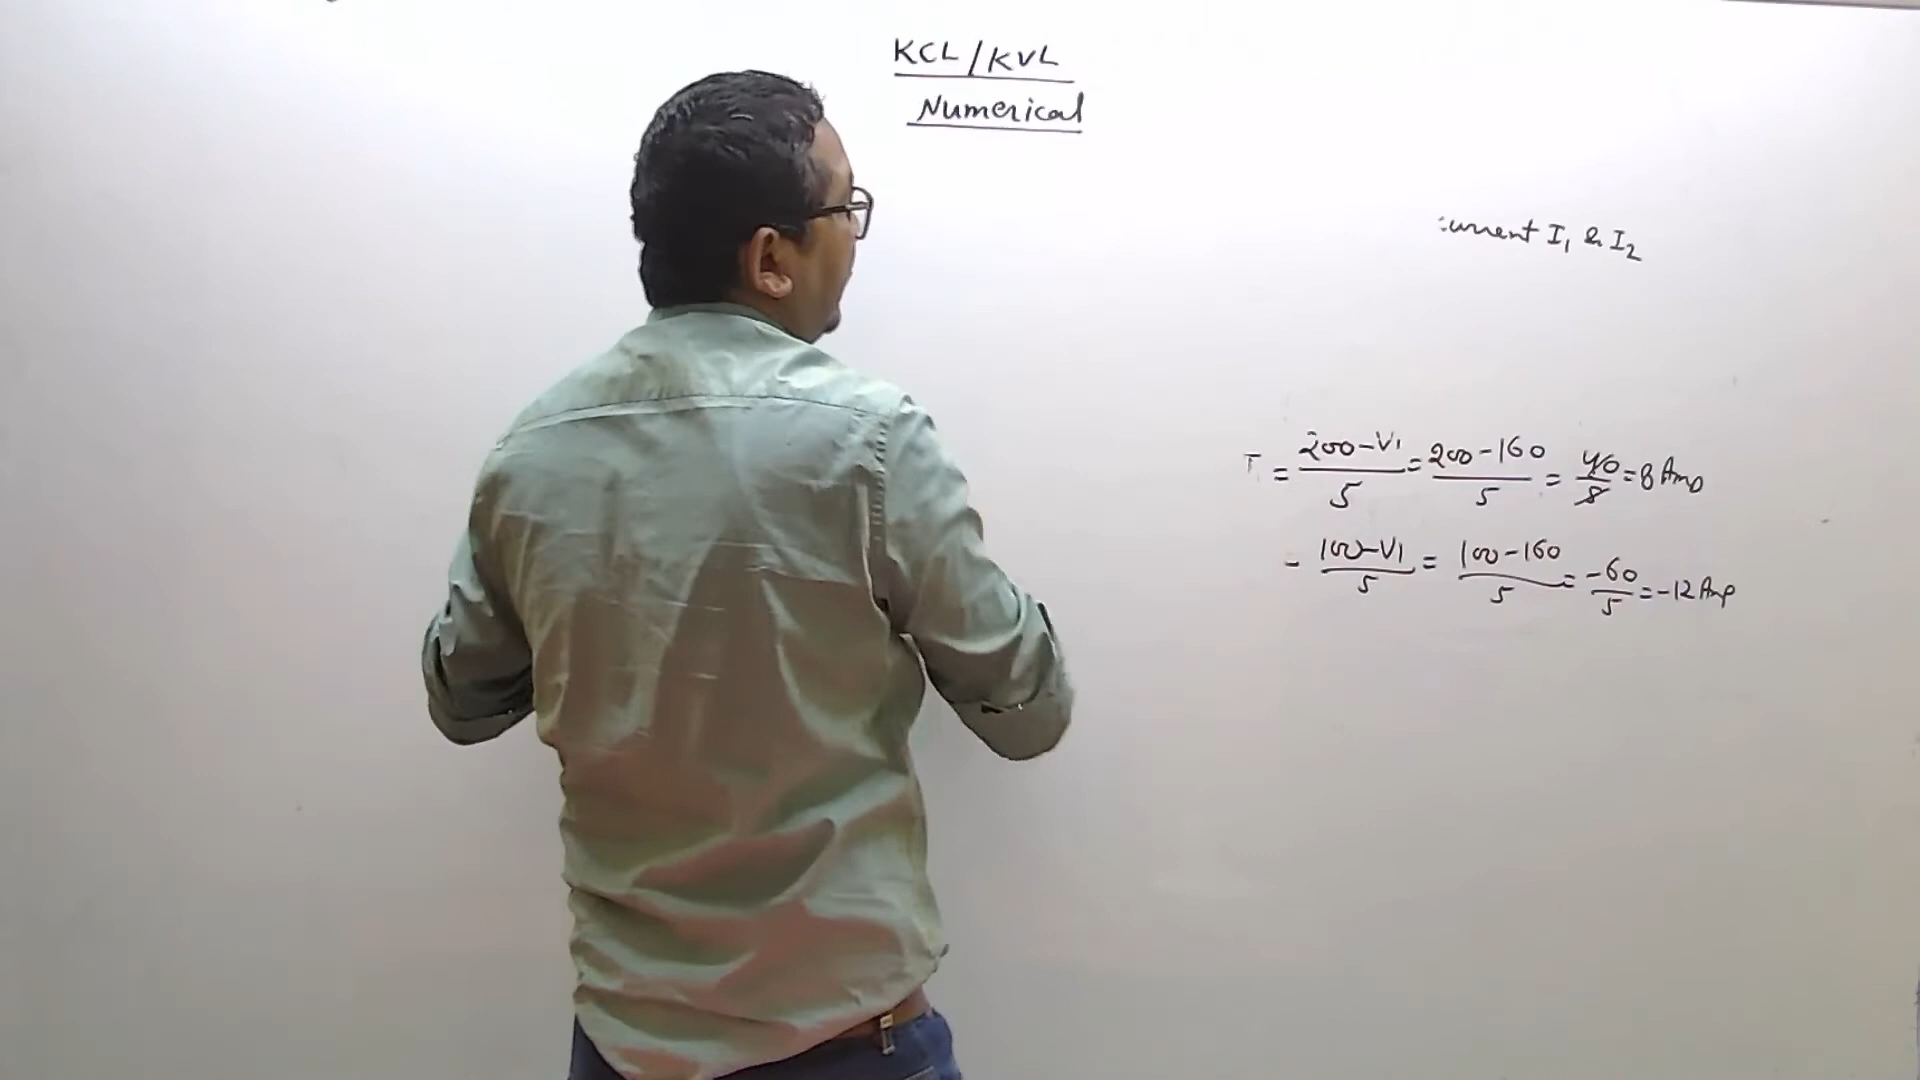 KCL/KVL
Numerical
current I₁ & I₂
= 200-V1 / 5 = 200-160 / 5 = 40 / 8 = 8 Amp
- 100-V1 / 5 = 100-160 / 5 = -60 / 5 = -12 Amp